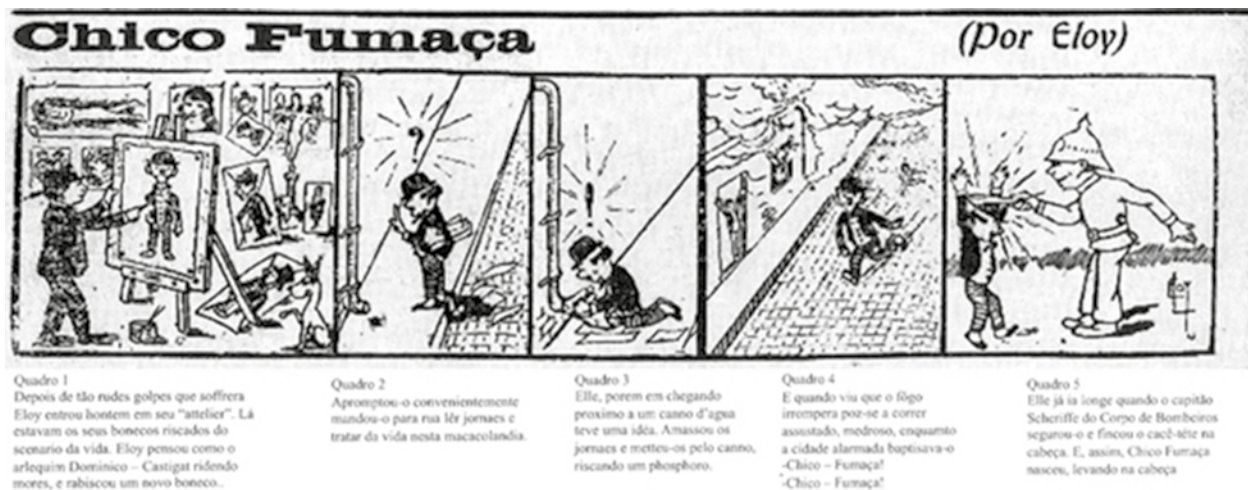 Chico Fumaça
(por Eloy)
Quadro 1
Depois de tão rudes golpes que soffrera
Eloy entrou hontem em seu "attelier". Lá
estavam os seus bonecos riscados do
scenario da vida. Eloy pensou como o
arlequim Dominico – Castigat ridendo
mores, e rabiscou um novo boneco..
Quadro 2
Apromptou-o convenientemente
mundou-o para rua lêr jornaes e
tratar da vida nesta macacolandia.
?
Quadro 3
Elle, porem em chegando
proximo a um canno d'agua
teve uma idéa. Amassou os
jornaes e metteu-os pelo canno,
riscando um phosphoro.
!
Quadro 4
E quando viu que o fôgo
irrompera poz-se a correr
assustado, medroso, enquanto
a cidade alarmada baptisava-o
-Chico – Fumaça!
-Chico – Fumaça!
Quadro 5
Elle já ia longe quando o capitão
Scheriffe do Corpo de Bombeiros
segurou-o e fincou o cacê-tête na
cabeça. E, assim, Chico Fumaça
nasceu, levando na cabeça